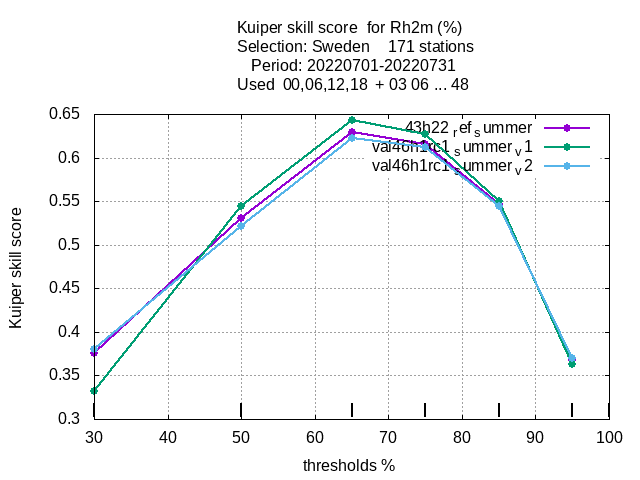 Kuiper skill score  for Rh2m (%)
Selection: Sweden    171 stations
Period: 20220701-20220731
Used  00,06,12,18  + 03 06 ... 48
0.65
0.6
0.55
0.5
0.45
0.4
0.35
0.3
Kuiper skill score
43h22 ref summer
val46h1rc1 summer v1
val46h1rc1 summer v2
30 40 50 60 70 80 90 100
thresholds %